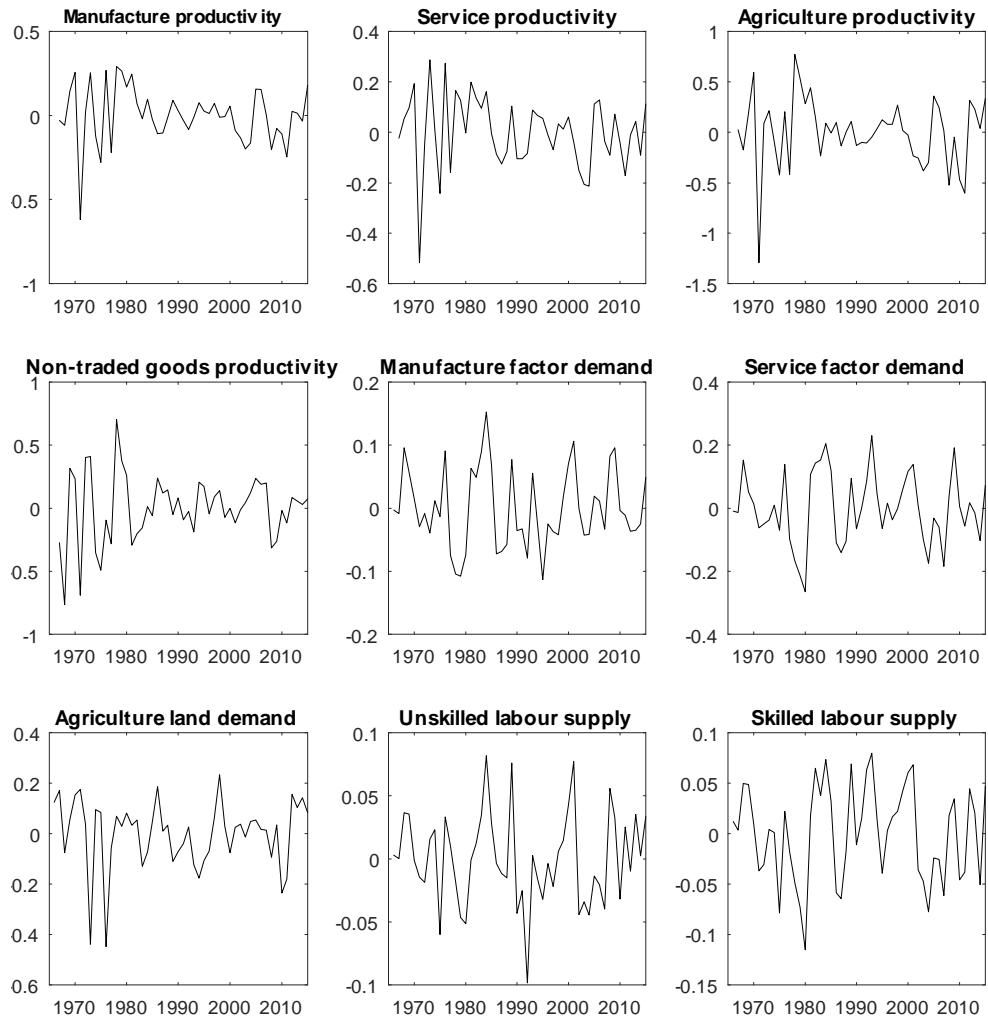 Manufacture productivity
0.5
0
-0.5
-1
1970 1980 1990 2000 2010
Service productivity
0.4
0.2
0
-0.2
-0.4
-0.6
1970 1980 1990 2000 2010
Agriculture productivity
1
0.5
0
-0.5
-1
-1.5
1970 1980 1990 2000 2010
Non-traded goods productivity
1
0.5
0
-0.5
-1
1970 1980 1990 2000 2010
Manufacture factor demand
0.2
0.1
0
-0.1
-0.2
1970 1980 1990 2000 2010
Service factor demand
0.4
0.2
0
-0.2
-0.4
1970 1980 1990 2000 2010
Agriculture land demand
0.4
0.2
0
-0.2
-0.4
-0.6
1970 1980 1990 2000 2010
Unskilled labour supply
0.1
0.05
0
-0.05
-0.1
1970 1980 1990 2000 2010
Skilled labour supply
0.1
0.05
0
-0.05
-0.1
-0.15
1970 1980 1990 2000 2010